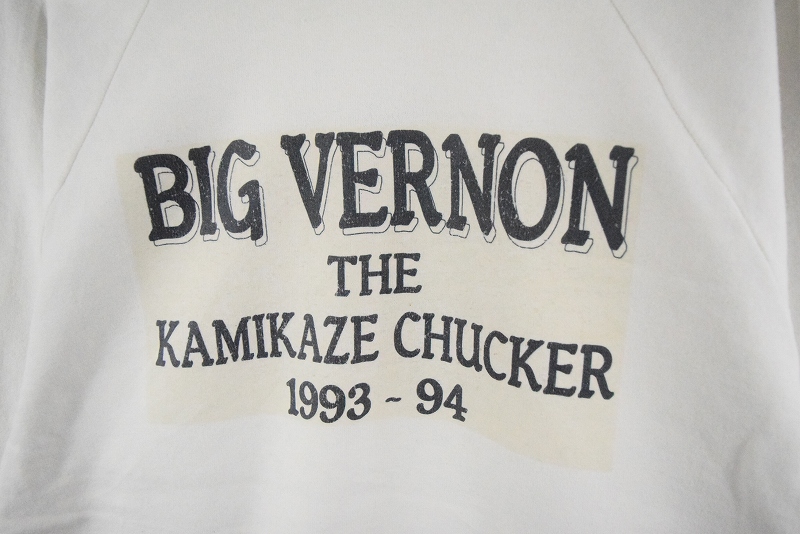 BIG VERNON
THE
KAMIKAZE CHUCKER
1993 - 94